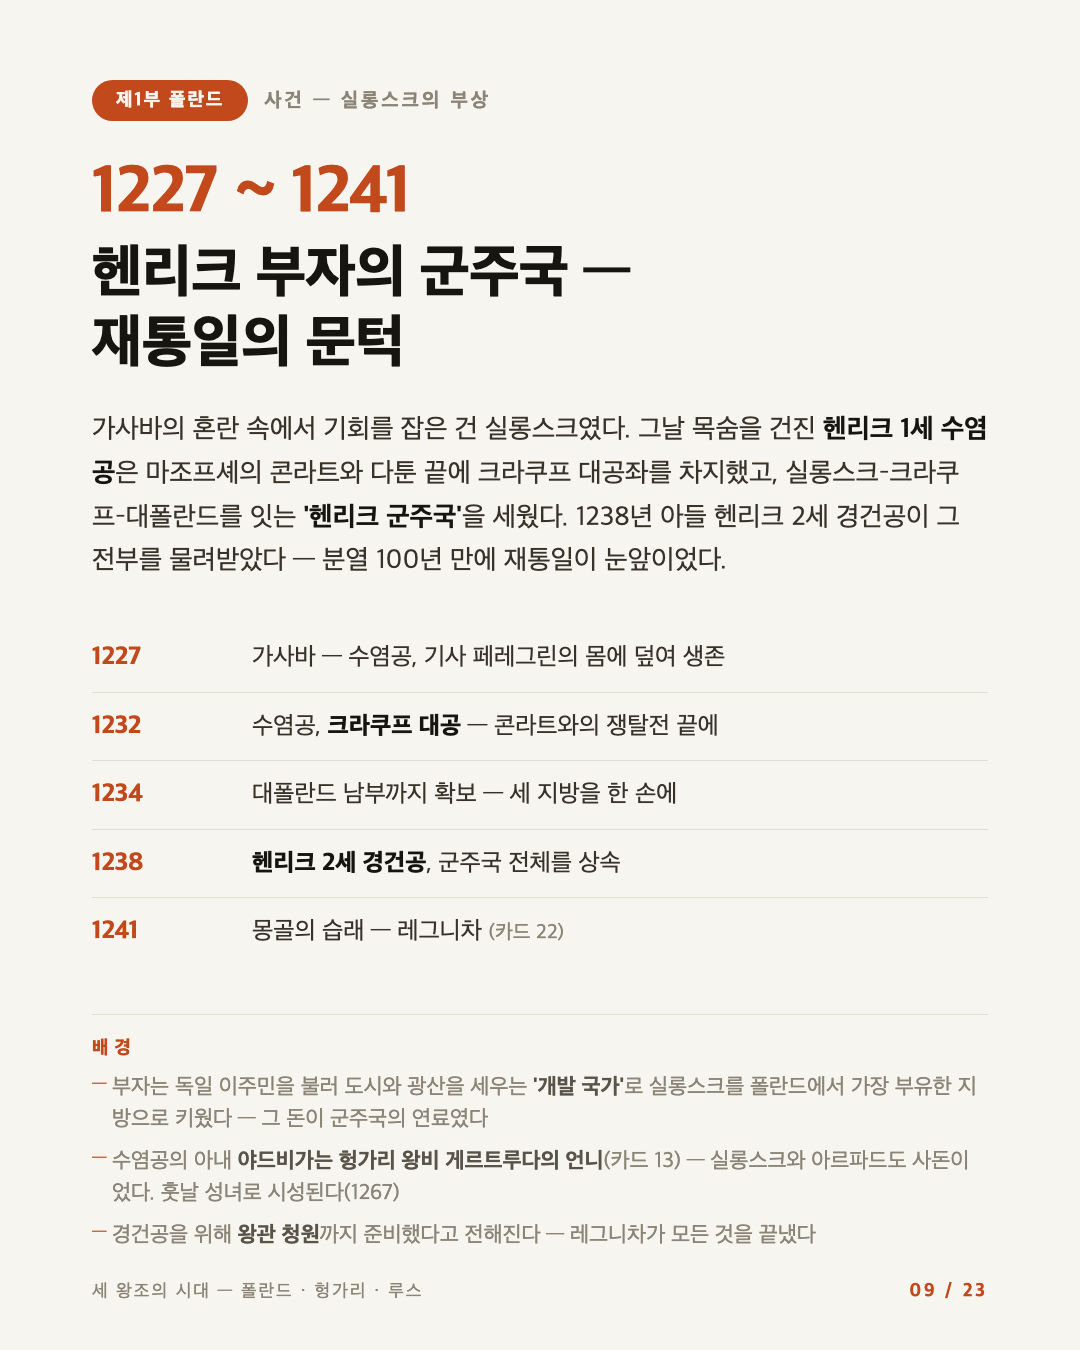 제1부 폴란드 사건 — 실롱스크의 부상
1227 ~ 1241
헨리크 부자의 군주국 —
재통일의 문턱
가사바의 혼란 속에서 기회를 잡은 건 실롱스크였다. 그날 목숨을 건진 헨리크 1세 수염
공은 마조프셰의 콘라트와 다툰 끝에 크라쿠프 대공좌를 차지했고, 실롱스크-크라쿠
프-대폴란드를 잇는 '헨리크 군주국'을 세웠다. 1238년 아들 헨리크 2세 경건공이 그
전부를 물려받았다 — 분열 100년 만에 재통일이 눈앞이었다.
1227 가사바 — 수염공, 기사 페레그린의 몸에 덮여 생존
1232 수염공, 크라쿠프 대공 — 콘라트와의 쟁탈전 끝에
1234 대폴란드 남부까지 확보 — 세 지방을 한 손에
1238 헨리크 2세 경건공, 군주국 전체를 상속
1241 몽골의 습래 — 레그니차 (카드 22)
배경
— 부자는 독일 이주민을 불러 도시와 광산을 세우는 '개발 국가'로 실롱스크를 폴란드에서 가장 부유한 지
방으로 키웠다 — 그 돈이 군주국의 연료였다
— 수염공의 아내 야드비가는 헝가리 왕비 게르트루다의 언니(카드 13) — 실롱스크와 아르파드도 사돈이
었다. 훗날 성녀로 시성된다(1267)
— 경건공을 위해 왕관 청원까지 준비했다고 전해진다 — 레그니차가 모든 것을 끝냈다
세 왕조의 시대 — 폴란드 · 헝가리 · 루스 09 / 23